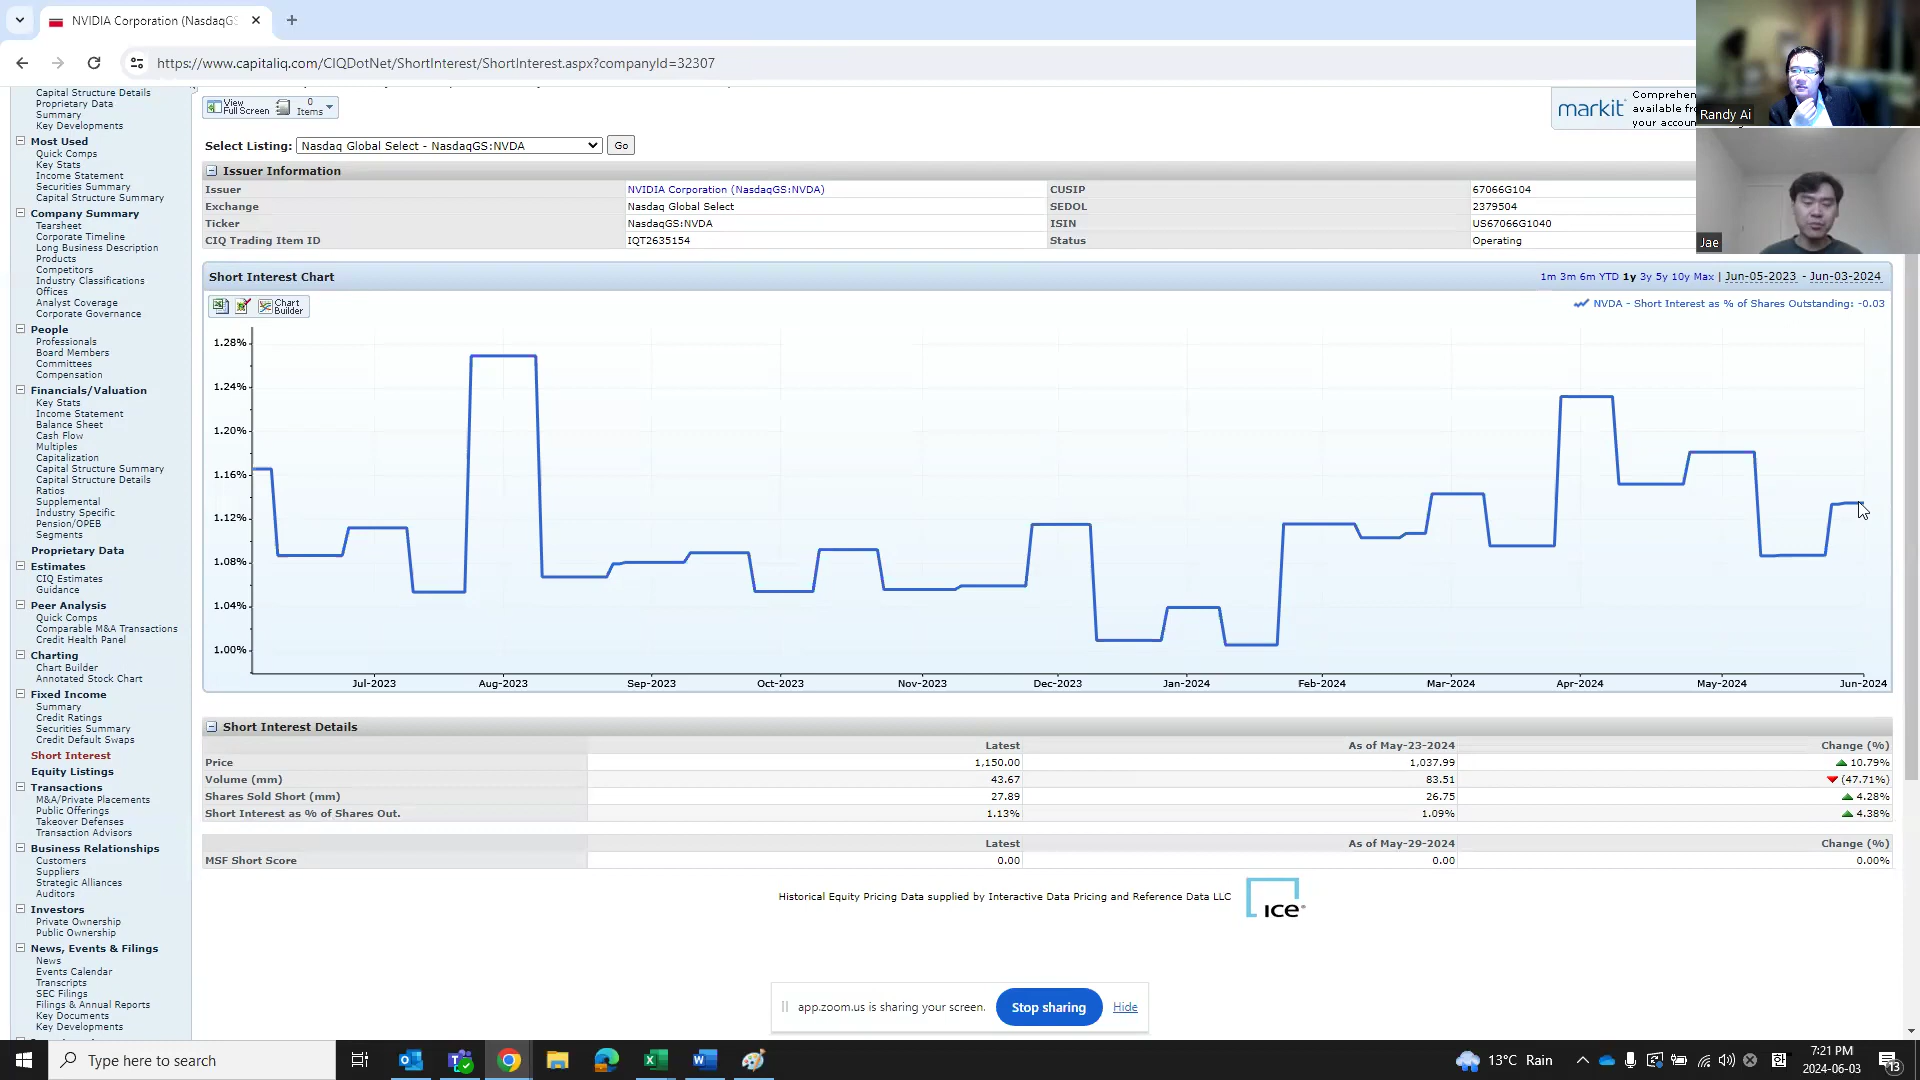 NVIDIA Corporation (NasdaqGS
https://www.capitaliq.com/CIQDotNet/ShortInterest/ShortInterest.aspx?companyId=32307
Capital Structure Details
Proprietary Data
Summary
Key Developments
Most Used
Quick Comps
Key Stats
Income Statement
Securities Summary
Capital Structure Summary
Company Summary
Tearsheet
Corporate Timeline
Long Business Description
Products
Competitors
Industry Classifications
Offices
Analyst Coverage
Corporate Governance
People
Professionals
Board Members
Committees
Compensation
Financials/Valuation
Key Stats
Income Statement
Balance Sheet
Cash Flow
Multiples
Capitalization
Capital Structure Summary
Capital Structure Details
Ratios
Supplemental
Industry Specific
Pension/OPEB
Segments
Proprietary Data
Estimates
CIQ Estimates
Guidance
Peer Analysis
Quick Comps
Comparable M&A Transactions
Credit Health Panel
Charting
Chart Builder
Annotated Stock Chart
Fixed Income
Summary
Credit Ratings
Securities Summary
Credit Default Swaps
Short Interest
Equity Listings
Transactions
M&A/Private Placements
Public Offerings
Takeover Defenses
Transaction Advisors
Business Relationships
Customers
Suppliers
Strategic Alliances
Auditors
Investors
Private Ownership
Public Ownership
News, Events & Filings
News
Events Calendar
Transcripts
SEC Filings
Filings & Annual Reports
Key Documents
Key Developments
View Full Screen
0 Items
markit
Comprehen
available fr
your accou
Randy Ai
Jae
Select Listing: Nasdaq Global Select - NasdaqGS:NVDA Go
Issuer Information
Issuer NVIDIA Corporation (NasdaqGS:NVDA) CUSIP 67066G104
Exchange Nasdaq Global Select SEDOL 2379504
Ticker NasdaqGS:NVDA ISIN US67066G1040
CIQ Trading Item ID IQT2635154 Status Operating
Short Interest Chart 1m 3m 6m YTD 1y 3y 5y 10y Max | Jun-05-2023 - Jun-03-2024
Chart Builder
NVDA - Short Interest as % of Shares Outstanding: -0.03
1.28%
1.24%
1.20%
1.16%
1.12%
1.08%
1.04%
1.00%
Jul-2023 Aug-2023 Sep-2023 Oct-2023 Nov-2023 Dec-2023 Jan-2024 Feb-2024 Mar-2024 Apr-2024 May-2024 Jun-2024
Short Interest Details
Latest As of May-23-2024 Change (%)
Price 1,150.00 1,037.99 10.79%
Volume (mm) 43.67 83.51 (47.71%)
Shares Sold Short (mm) 27.89 26.75 4.28%
Short Interest as % of Shares Out. 1.13% 1.09% 4.38%
Latest As of May-29-2024 Change (%)
MSF Short Score 0.00 0.00 0.00%
Historical Equity Pricing Data supplied by Interactive Data Pricing and Reference Data LLC
ICE
app.zoom.us is sharing your screen. Stop sharing Hide
Type here to search
13°C Rain
7:21 PM
2024-06-03
13